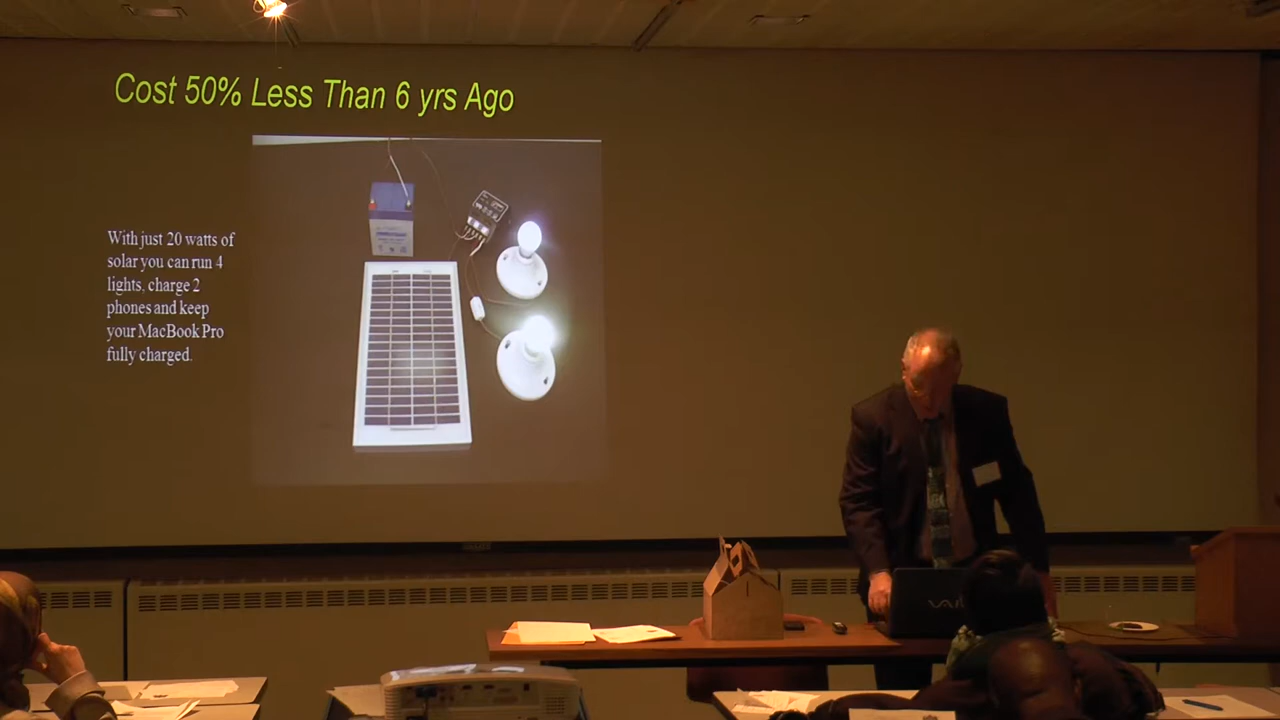 Cost 50% Less Than 6 yrs Ago
With just 20 watts of
solar you can run 4
lights, charge 2
phones and keep
your MacBook Pro
fully charged.